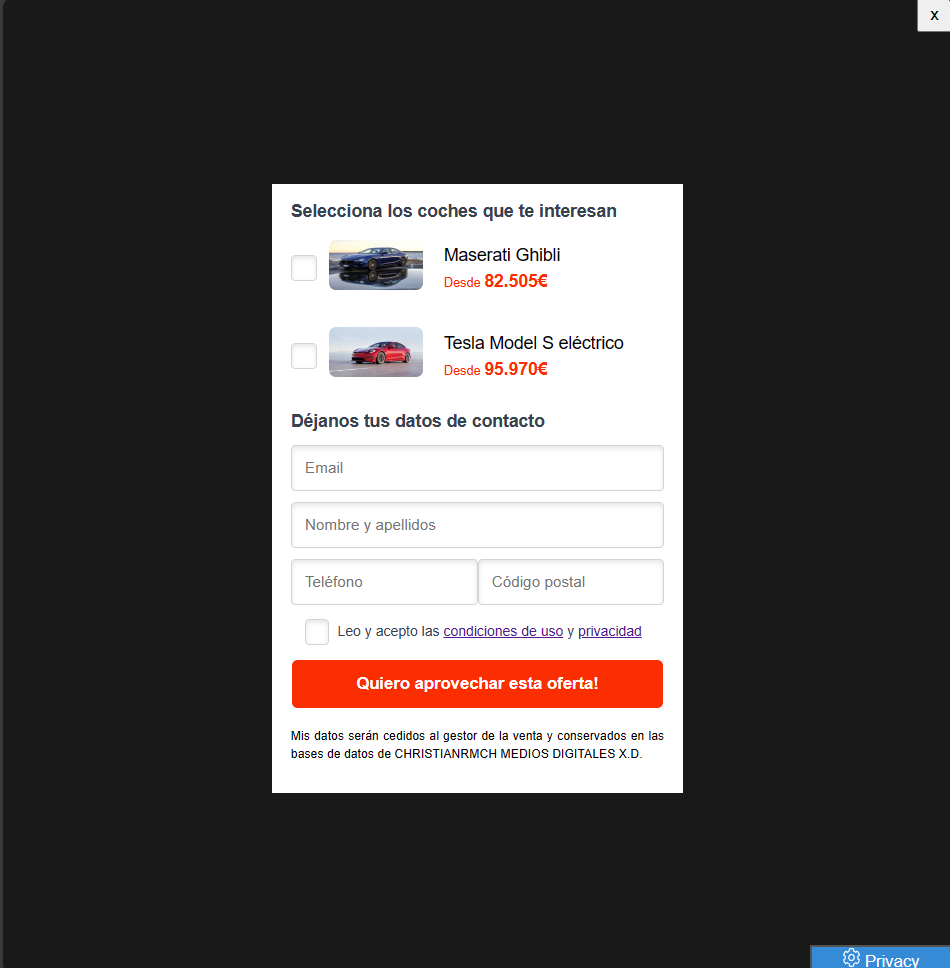 x
Selecciona los coches que te interesan
Maserati Ghibli
Desde 82.505€
Tesla Model S eléctrico
Desde 95.970€
Déjanos tus datos de contacto
Email
Nombre y apellidos
Teléfono Código postal
Leo y acepto las condiciones de uso y privacidad
Quiero aprovechar esta oferta!
Mis datos serán cedidos al gestor de la venta y conservados en las
bases de datos de CHRISTIANRMCH MEDIOS DIGITALES X.D.
Privacy